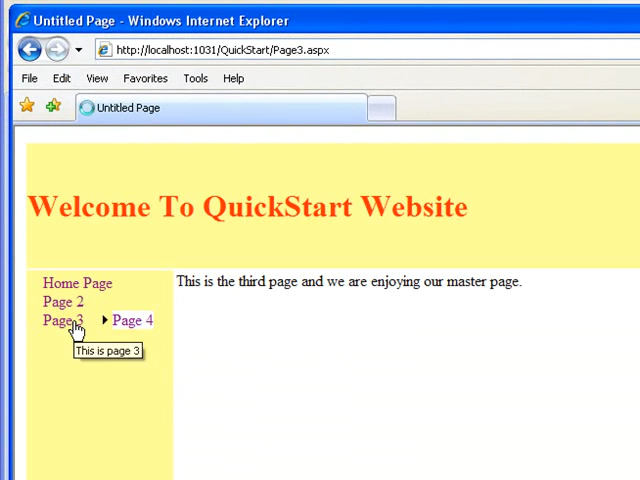 Untitled Page - Windows Internet Explorer
http://localhost:1031/QuickStart/Page3.aspx
File Edit View Favorites Tools Help
Untitled Page
Welcome To QuickStart Website
Home Page
This is the third page and we are enjoying our master page.
Page 2
Page 3 Page 4
This is page 3